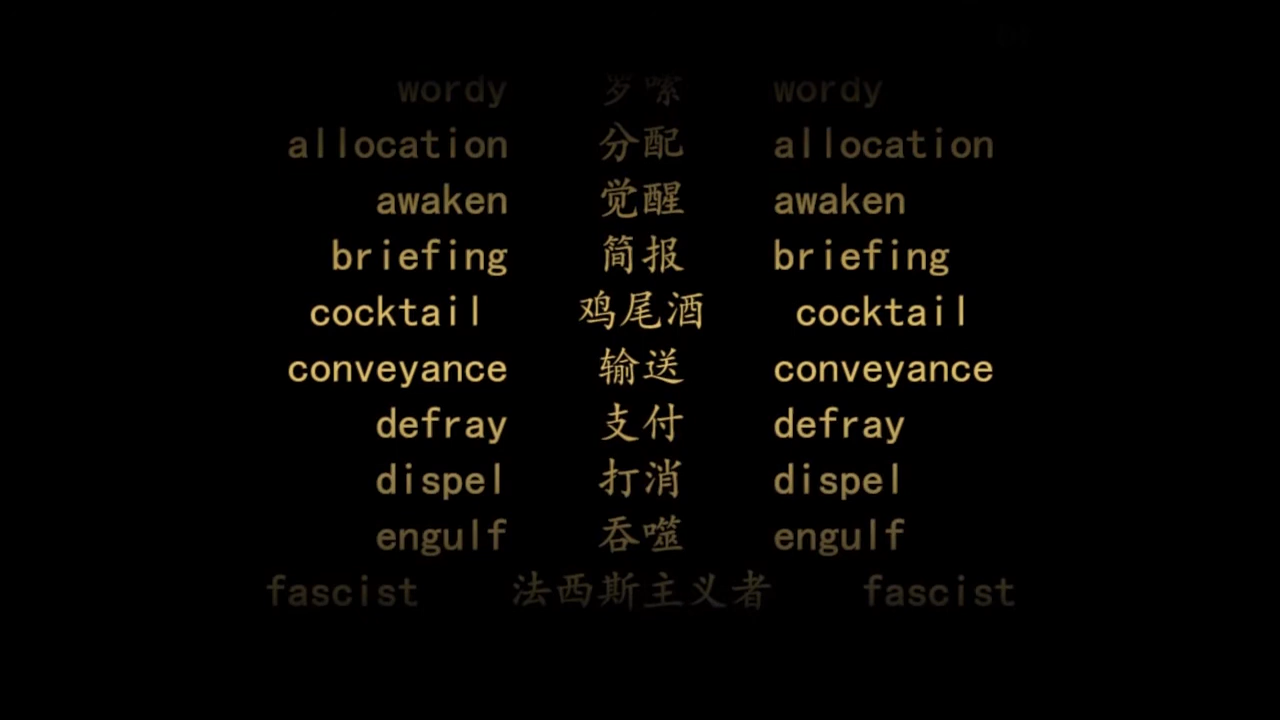 wordy 罗嗦 wordy
allocation 分配 allocation
awaken 觉醒 awaken
briefing 简报 briefing
cocktail 鸡尾酒 cocktail
conveyance 输送 conveyance
defray 支付 defray
dispel 打消 dispel
engulf 吞噬 engulf
fascist 法西斯主义者 fascist